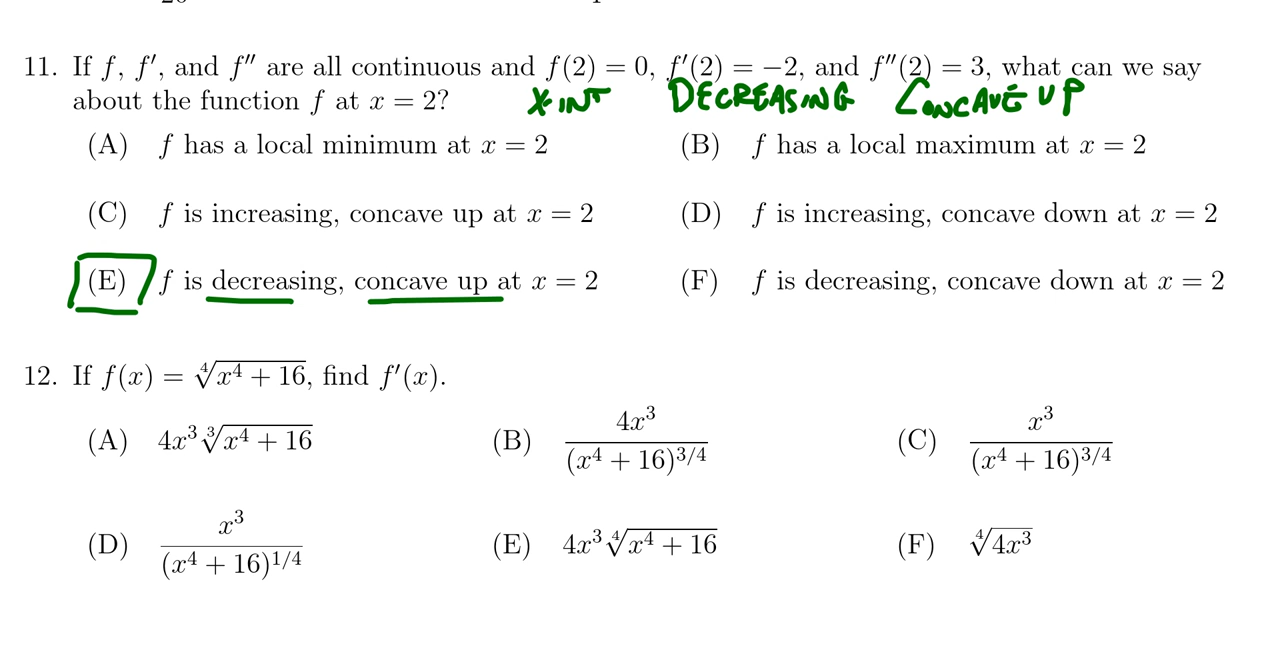 11. If f, f′, and f″ are all continuous and f(2) = 0, f′(2) = −2, and f″(2) = 3, what can we say
about the function f at x = 2?
X-INT DECREASING CONCAVE UP
(A) f has a local minimum at x = 2 (B) f has a local maximum at x = 2
(C) f is increasing, concave up at x = 2 (D) f is increasing, concave down at x = 2
(E) f is decreasing, concave up at x = 2 (F) f is decreasing, concave down at x = 2
12. If f(x) = ∜(x⁴ + 16), find f′(x).
(A) 4x³ ∛(x⁴ + 16) (B) 4x³/(x⁴ + 16)^{3/4} (C) x³/(x⁴ + 16)^{3/4}
(D) x³/(x⁴ + 16)^{1/4} (E) 4x³ ∜(x⁴ + 16) (F) ∜(4x³)